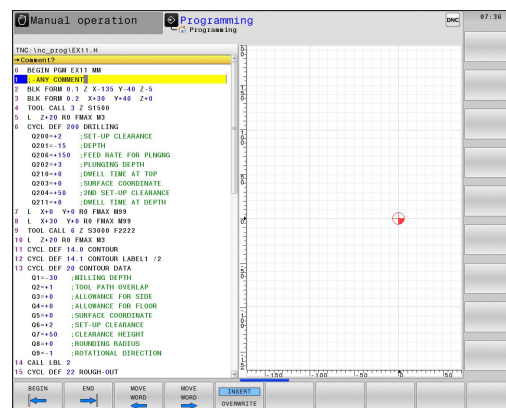 Manual operation
Programming
Programming
DNC
07:36
TNC:\nc_prog\EX11.H
→Comment?
0 BEGIN PGM EX11 MM
1 ;-ANY COMMENT
2 BLK FORM 0.1 Z X-135 Y-40 Z-5
3 BLK FORM 0.2 X+30 Y+40 Z+0
4 TOOL CALL 3 Z S1500
5 L Z+20 R0 FMAX M3
6 CYCL DEF 200 DRILLING
Q200=+2 ;SET-UP CLEARANCE
Q201=-15 ;DEPTH
Q206=+150 ;FEED RATE FOR PLNGNG
Q202=+3 ;PLUNGING DEPTH
Q210=+0 ;DWELL TIME AT TOP
Q203=+0 ;SURFACE COORDINATE
Q204=+50 ;2ND SET-UP CLEARANCE
Q211=+0 ;DWELL TIME AT DEPTH
7 L X+0 Y+0 R0 FMAX M99
8 L X+30 Y+0 R0 FMAX M99
9 TOOL CALL 6 Z S3000 F2222
10 L Z+20 R0 FMAX M3
11 CYCL DEF 14.0 CONTOUR
12 CYCL DEF 14.1 CONTOUR LABEL1 /2
13 CYCL DEF 20 CONTOUR DATA
Q1=-30 ;MILLING DEPTH
Q2=+1 ;TOOL PATH OVERLAP
Q3=+0 ;ALLOWANCE FOR SIDE
Q4=+0 ;ALLOWANCE FOR FLOOR
Q5=+0 ;SURFACE COORDINATE
Q6=+2 ;SET-UP CLEARANCE
Q7=+50 ;CLEARANCE HEIGHT
Q8=+0 ;ROUNDING RADIUS
Q9=-1 ;ROTATIONAL DIRECTION
14 CALL LBL 2
15 CYCL DEF 22 ROUGH-OUT
-150 -100 -50 0 50
BEGIN
END
MOVE
WORD
MOVE
WORD
INSERT
OVERWRITE